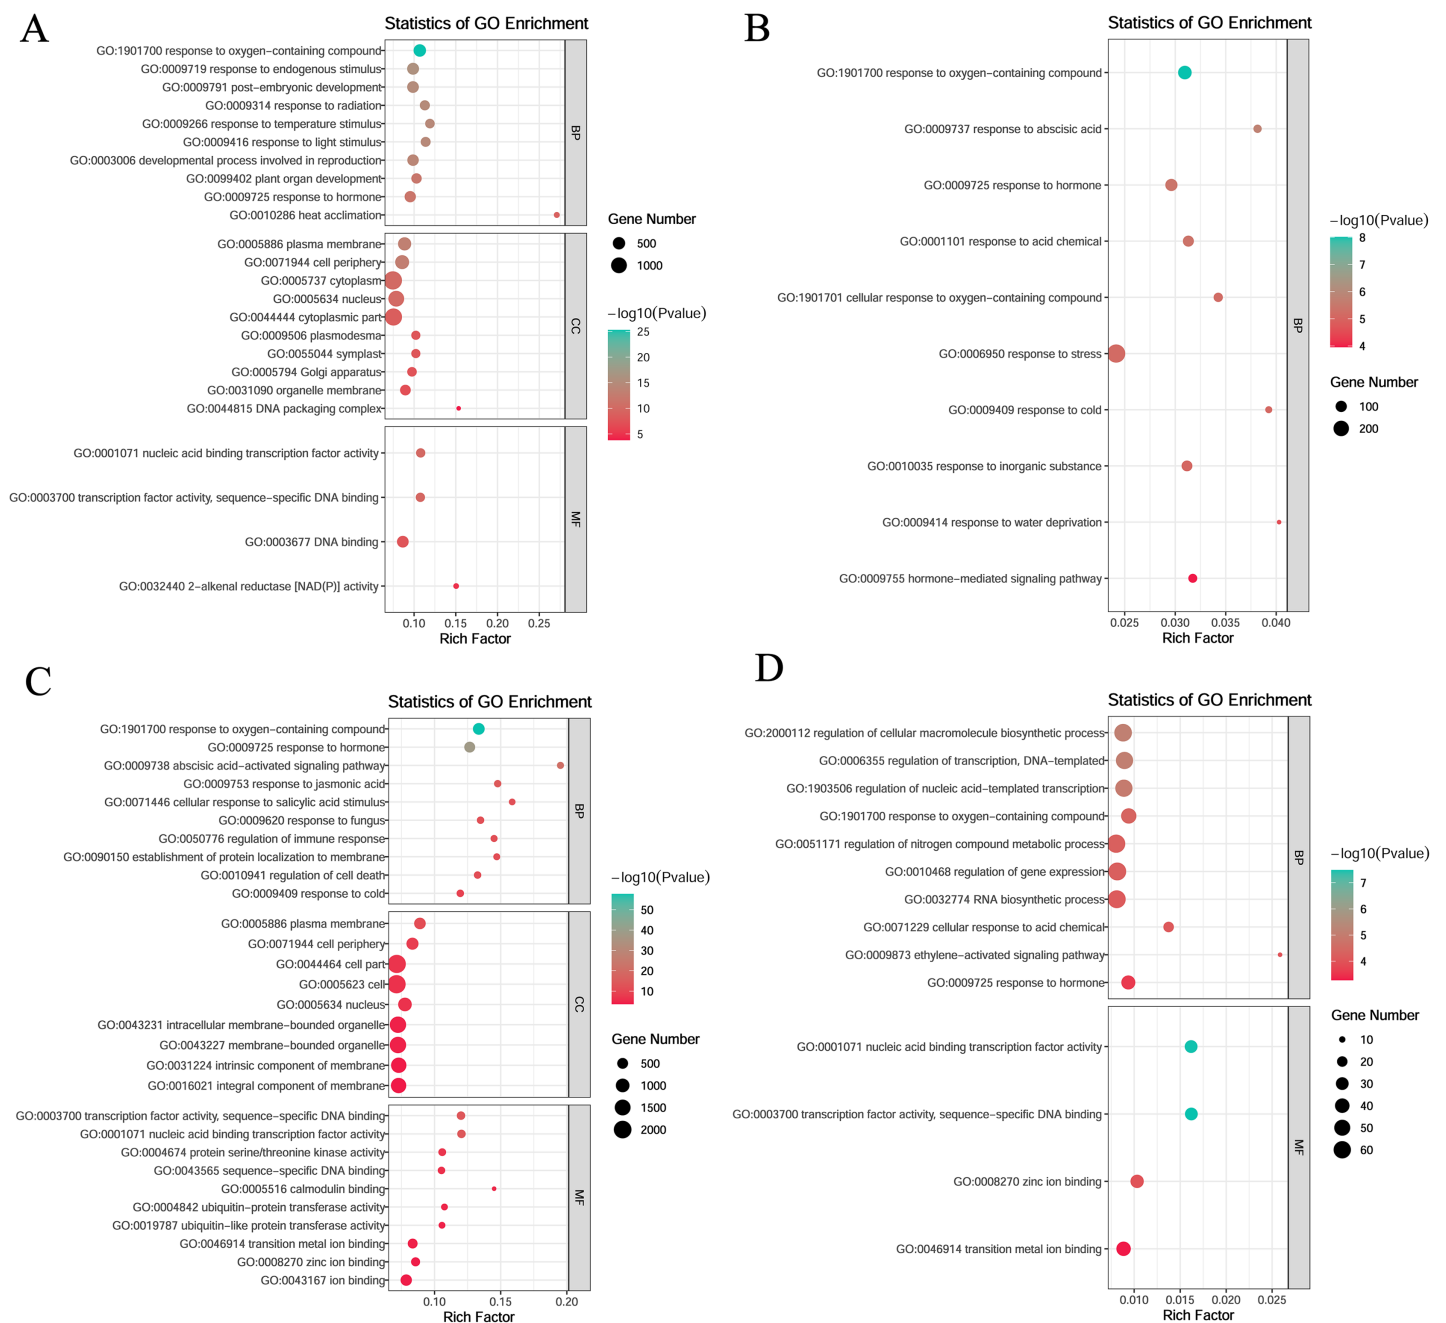 A
Statistics of GO Enrichment
GO:1901700 response to oxygen-containing compound
GO:0009719 response to endogenous stimulus
GO:0009791 post-embryonic development
GO:0009314 response to radiation
GO:0009266 response to temperature stimulus
GO:0009416 response to light stimulus
GO:0003006 developmental process involved in reproduction
GO:0099402 plant organ development
GO:0009725 response to hormone
GO:0010286 heat acclimation
BP
GO:0005886 plasma membrane
GO:0071944 cell periphery
GO:0005737 cytoplasm
GO:0005634 nucleus
GO:0044444 cytoplasmic part
GO:0009506 plasmodesma
GO:0055044 symplast
GO:0005794 Golgi apparatus
GO:0031090 organelle membrane
GO:0044815 DNA packaging complex
CC
GO:0001071 nucleic acid binding transcription factor activity
GO:0003700 transcription factor activity, sequence-specific DNA binding
GO:0003677 DNA binding
GO:0032440 2-alkenal reductase [NAD(P)] activity
MF
0.10 0.15 0.20 0.25
Rich Factor
Gene Number
500
1000
-log10(Pvalue)
25
20
15
10
5
B
Statistics of GO Enrichment
GO:1901700 response to oxygen-containing compound
GO:0009737 response to abscisic acid
GO:0009725 response to hormone
GO:0001101 response to acid chemical
GO:1901701 cellular response to oxygen-containing compound
GO:0006950 response to stress
GO:0009409 response to cold
GO:0010035 response to inorganic substance
GO:0009414 response to water deprivation
GO:0009755 hormone-mediated signaling pathway
BP
0.025 0.030 0.035 0.040
Rich Factor
-log10(Pvalue)
8
7
6
5
4
Gene Number
100
200
C
Statistics of GO Enrichment
GO:1901700 response to oxygen-containing compound
GO:0009725 response to hormone
GO:0009738 abscisic acid-activated signaling pathway
GO:0009753 response to jasmonic acid
GO:0071446 cellular response to salicylic acid stimulus
GO:0009620 response to fungus
GO:0050776 regulation of immune response
GO:0090150 establishment of protein localization to membrane
GO:0010941 regulation of cell death
GO:0009409 response to cold
BP
GO:0005886 plasma membrane
GO:0071944 cell periphery
GO:0044464 cell part
GO:0005623 cell
GO:0005634 nucleus
GO:0043231 intracellular membrane-bounded organelle
GO:0043227 membrane-bounded organelle
GO:0031224 intrinsic component of membrane
GO:0016021 integral component of membrane
CC
GO:0003700 transcription factor activity, sequence-specific DNA binding
GO:0001071 nucleic acid binding transcription factor activity
GO:0004674 protein serine/threonine kinase activity
GO:0043565 sequence-specific DNA binding
GO:0005516 calmodulin binding
GO:0004842 ubiquitin-protein transferase activity
GO:0019787 ubiquitin-like protein transferase activity
GO:0046914 transition metal ion binding
GO:0008270 zinc ion binding
GO:0043167 ion binding
MF
0.10 0.15 0.20
Rich Factor
-log10(Pvalue)
50
40
30
20
10
Gene Number
500
1000
1500
2000
D
Statistics of GO Enrichment
GO:2000112 regulation of cellular macromolecule biosynthetic process
GO:0006355 regulation of transcription, DNA-templated
GO:1903506 regulation of nucleic acid-templated transcription
GO:1901700 response to oxygen-containing compound
GO:0051171 regulation of nitrogen compound metabolic process
GO:0010468 regulation of gene expression
GO:0032774 RNA biosynthetic process
GO:0071229 cellular response to acid chemical
GO:0009873 ethylene-activated signaling pathway
GO:0009725 response to hormone
BP
GO:0001071 nucleic acid binding transcription factor activity
GO:0003700 transcription factor activity, sequence-specific DNA binding
GO:0008270 zinc ion binding
GO:0046914 transition metal ion binding
MF
0.010 0.015 0.020 0.025
Rich Factor
-log10(Pvalue)
7
6
5
4
Gene Number
10
20
30
40
50
60